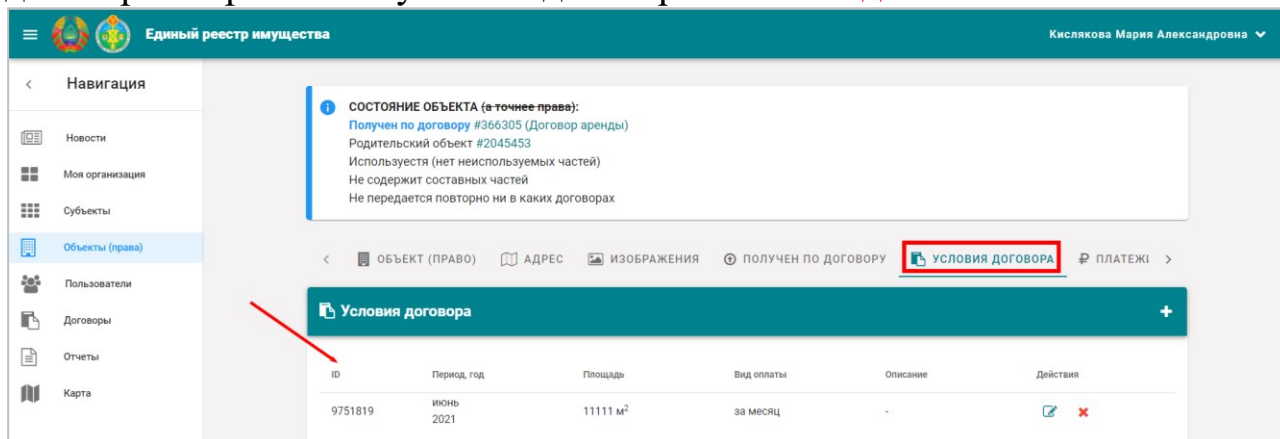 Единый реестр имущества
Кислякова Мария Александровна
Навигация
Новости
Моя организация
Субъекты
Объекты (права)
Пользователи
Договоры
Отчеты
Карта
СОСТОЯНИЕ ОБЪЕКТА (а точнее права):
Получен по договору #366305 (Договор аренды)
Родительский объект #2045453
Используестя (нет неиспользуемых частей)
Не содержит составных частей
Не передается повторно ни в каких договорах
ОБЪЕКТ (ПРАВО) АДРЕС ИЗОБРАЖЕНИЯ ПОЛУЧЕН ПО ДОГОВОРУ УСЛОВИЯ ДОГОВОРА ПЛАТЕЖІ
Условия договора
ID Период, год Площадь Вид оплаты Описание Действия
9751819 июнь 2021 11111 м² за месяц -